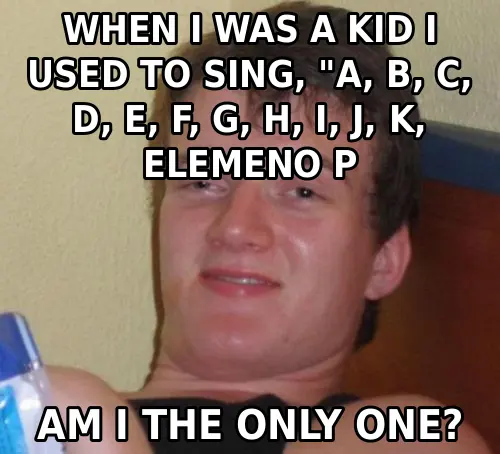 WHEN I WAS A KID I
USED TO SING, "A, B, C,
D, E, F, G, H, I, J, K,
ELEMENO P
AM I THE ONLY ONE?